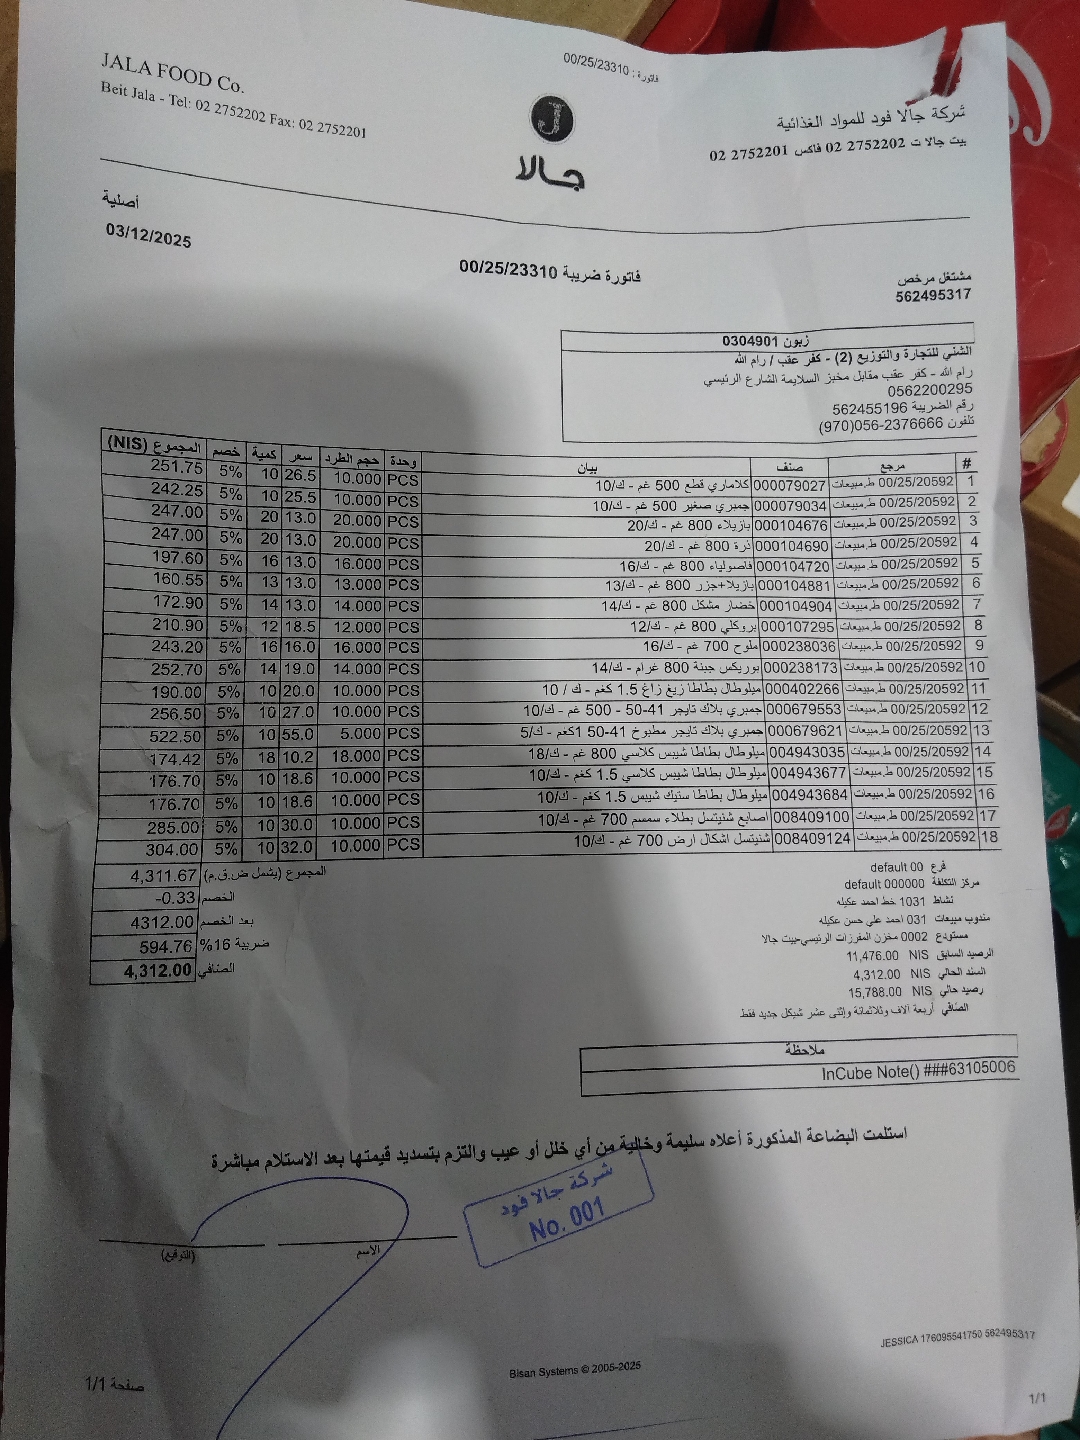 فاتورة : 00/25/23310
JALA FOOD Co.
Beit Jala - Tel: 02 2752202 Fax: 02 2752201
J
جالا
شركة جالا فود للمواد الغذائية
بيت جالا ت 2752202 02 فاكس 2752201 02
أصلية
03/12/2025
فاتورة ضريبة 00/25/23310
مشتغل مرخص
562495317
زبون 0304901
الشني للتجارة والتوزيع (2) - كفر عقب / رام الله
رام الله - كفر عقب مقابل مخبز السلايمة الشارع الرئيسي
0562200295
رقم الضريبة 562455196
تلفون 2376666-056(970)
# مرجع صنف بيان وحدة حجم الطرد سعر كمية خصم المجموع (NIS)
1 00/25/20592 ط.مبيعات 000079027 كلاماري قطع 500 غم - ك/10 PCS 10.000 26.5 10 5% 251.75
2 00/25/20592 ط.مبيعات 000079034 جمبري صغير 500 غم - ك/10 PCS 10.000 25.5 10 5% 242.25
3 00/25/20592 ط.مبيعات 000104676 بازيلاء 800 غم - ك/20 PCS 20.000 13.0 20 5% 247.00
4 00/25/20592 ط.مبيعات 000104690 ذرة 800 غم - ك/20 PCS 20.000 13.0 20 5% 247.00
5 00/25/20592 ط.مبيعات 000104720 فاصولياء 800 غم - ك/16 PCS 16.000 13.0 16 5% 197.60
6 00/25/20592 ط.مبيعات 000104881 بازيلا+جزر 800 غم - ك/13 PCS 13.000 13.0 13 5% 160.55
7 00/25/20592 ط.مبيعات 000104904 خضار مشكل 800 غم - ك/14 PCS 14.000 13.0 14 5% 172.90
8 00/25/20592 ط.مبيعات 000107295 بروكلي 800 غم - ك/12 PCS 12.000 18.5 12 5% 210.90
9 00/25/20592 ط.مبيعات 000238036 ملوح 700 غم - ك/16 PCS 16.000 16.0 16 5% 243.20
10 00/25/20592 ط.مبيعات 000238173 بوريكس جبنة 800 غرام - ك/14 PCS 14.000 19.0 14 5% 252.70
11 00/25/20592 ط.مبيعات 000402266 ميلوطال بطاطا زيغ زاغ 1.5 كغم - ك / 10 PCS 10.000 20.0 10 5% 190.00
12 00/25/20592 ط.مبيعات 000679553 جمبري بلاك تايجر 41-50 - 500 غم - ك/10 PCS 10.000 27.0 10 5% 256.50
13 00/25/20592 ط.مبيعات 000679621 جمبري بلاك تايجر مطبوخ 41-50 1كغم - ك/5 PCS 5.000 55.0 10 5% 522.50
14 00/25/20592 ط.مبيعات 004943035 ميلوطال بطاطا شيبس كلاسي 800 غم - ك/18 PCS 18.000 10.2 18 5% 174.42
15 00/25/20592 ط.مبيعات 004943677 ميلوطال بطاطا شيبس كلاسي 1.5 كغم - ك/10 PCS 10.000 18.6 10 5% 176.70
16 00/25/20592 ط.مبيعات 004943684 ميلوطال بطاطا ستيك شيبس 1.5 كغم - ك/10 PCS 10.000 18.6 10 5% 176.70
17 00/25/20592 ط.مبيعات 008409100 اصابع شنيتسل بطلاء سمسم 700 غم - ك/10 PCS 10.000 30.0 10 5% 285.00
18 00/25/20592 ط.مبيعات 008409124 شنيتسل اشكال ارض 700 غم - ك/10 PCS 10.000 32.0 10 5% 304.00
المجموع (يشمل ض.ق.م) 4,311.67
الخصم -0.33
بعد الخصم 4312.00
ضريبة 16% 594.76
الصافي 4,312.00
فرع 00 default
مركز التكلفة 000000 default
نشاط 1031 خط احمد عكيله
مندوب مبيعات 031 احمد علي حسن عكيله
مستودع 0002 مخزن المفرزات الرئيسي-بيت جالا
الرصيد السابق NIS 11,476.00
السند الحالي NIS 4,312.00
رصيد حالي NIS 15,788.00
الصّافي أربعة آلاف وثلاثمائة وإثنى عشر شيكل جديد فقط
ملاحظة
InCube Note() ###63105006
استلمت البضاعة المذكورة أعلاه سليمة وخالية من أي خلل أو عيب والتزم بتسديد قيمتها بعد الاستلام مباشرة
شركة جالا فود
No. 001
الاسم
(التوقيع)
JESSICA 176095541750 562495317
Bisan Systems © 2005-2025
صفحة 1/1
1/1